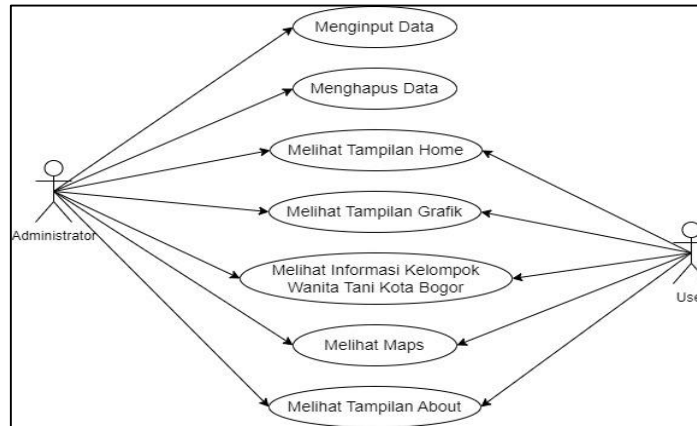 Menginput Data
Menghapus Data
Melihat Tampilan Home
Melihat Tampilan Grafik
Administrator
Melihat Informasi Kelompok
Wanita Tani Kota Bogor
Use
Melihat Maps
Melihat Tampilan About